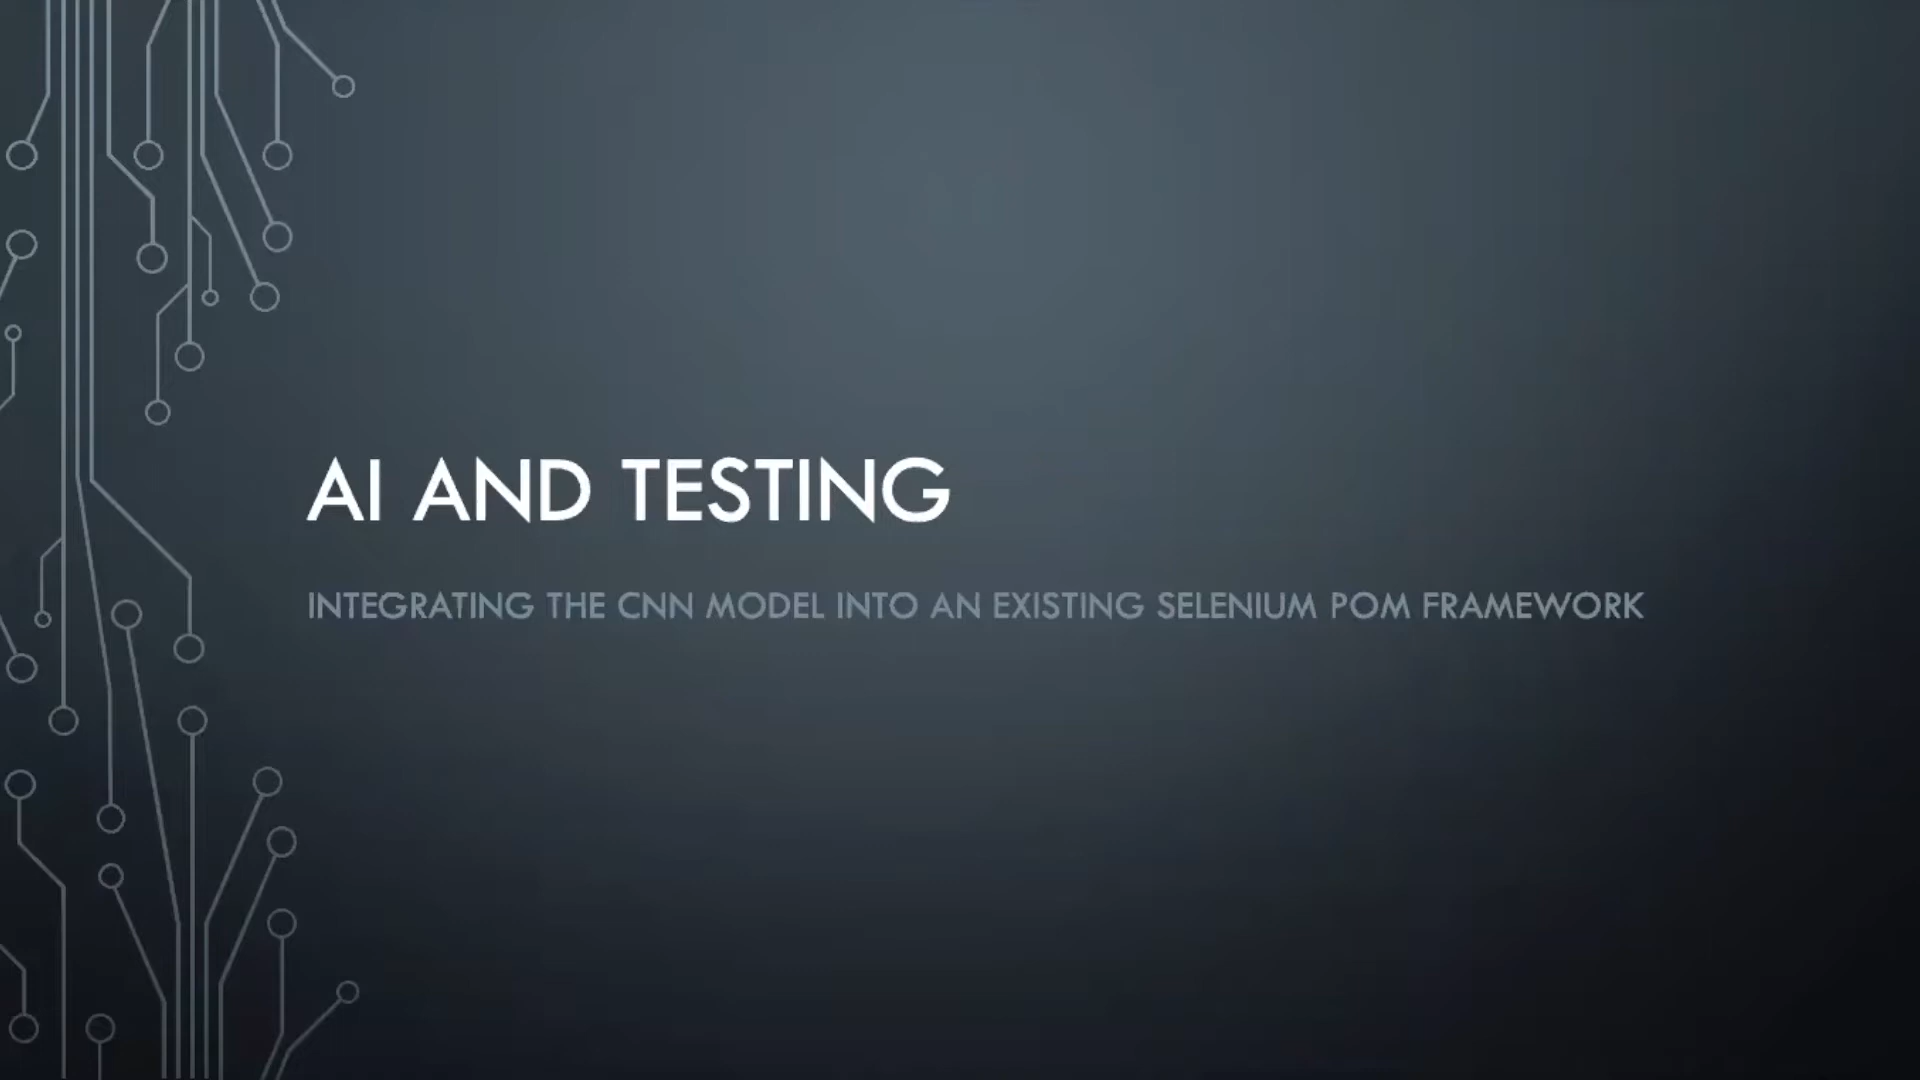 AI AND TESTING
INTEGRATING THE CNN MODEL INTO AN EXISTING SELENIUM POM FRAMEWORK